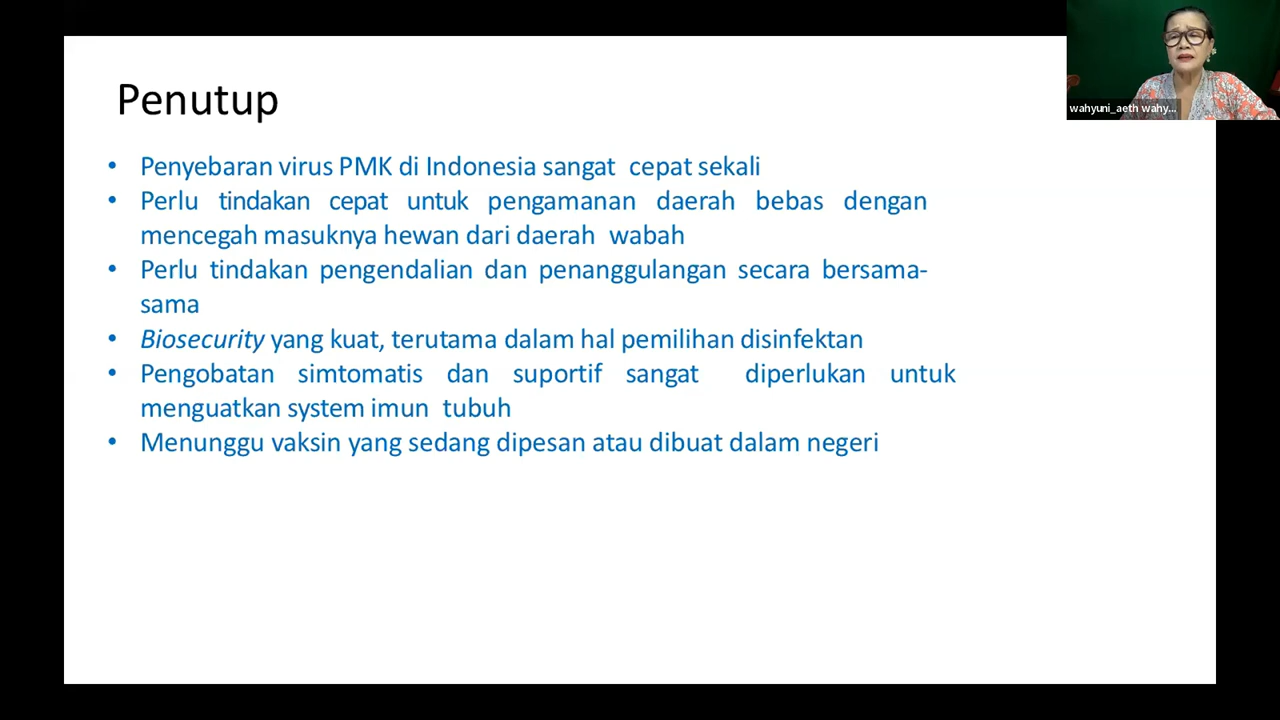 Penutup
wahyuni_aeth wahy...
• Penyebaran virus PMK di Indonesia sangat cepat sekali
• Perlu tindakan cepat untuk pengamanan daerah bebas dengan
mencegah masuknya hewan dari daerah wabah
• Perlu tindakan pengendalian dan penanggulangan secara bersama-
sama
• Biosecurity yang kuat, terutama dalam hal pemilihan disinfektan
• Pengobatan simtomatis dan suportif sangat diperlukan untuk
menguatkan system imun tubuh
• Menunggu vaksin yang sedang dipesan atau dibuat dalam negeri